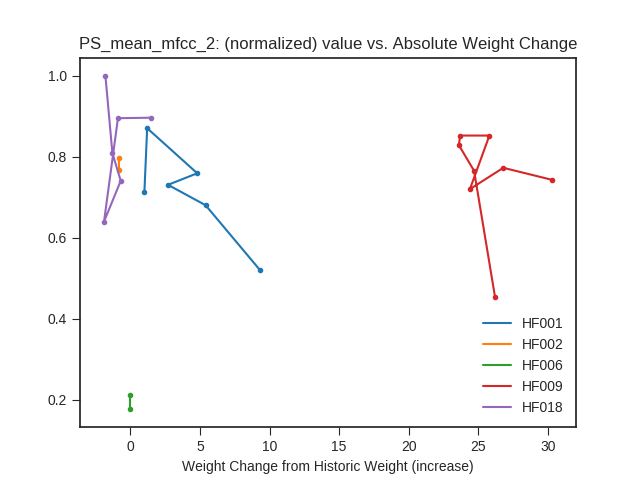 PS_mean_mfcc_2: (normalized) value vs. Absolute Weight Change
1.0
0.8
0.6
0.4
0.2
HF001
HF002
HF006
HF009
HF018
0 5 10 15 20 25 30
Weight Change from Historic Weight (increase)